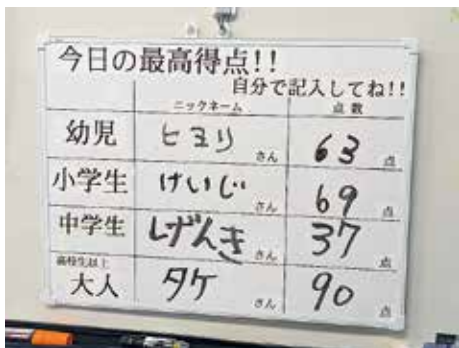 今日の最高得点!!
自分で記入してね!!
ニックネーム 点数
幼児 ヒヨリ さん 63 点
小学生 けいじ さん 69 点
中学生 しげんき さん 37 点
高校生以上
大人 タケ さん 90 点